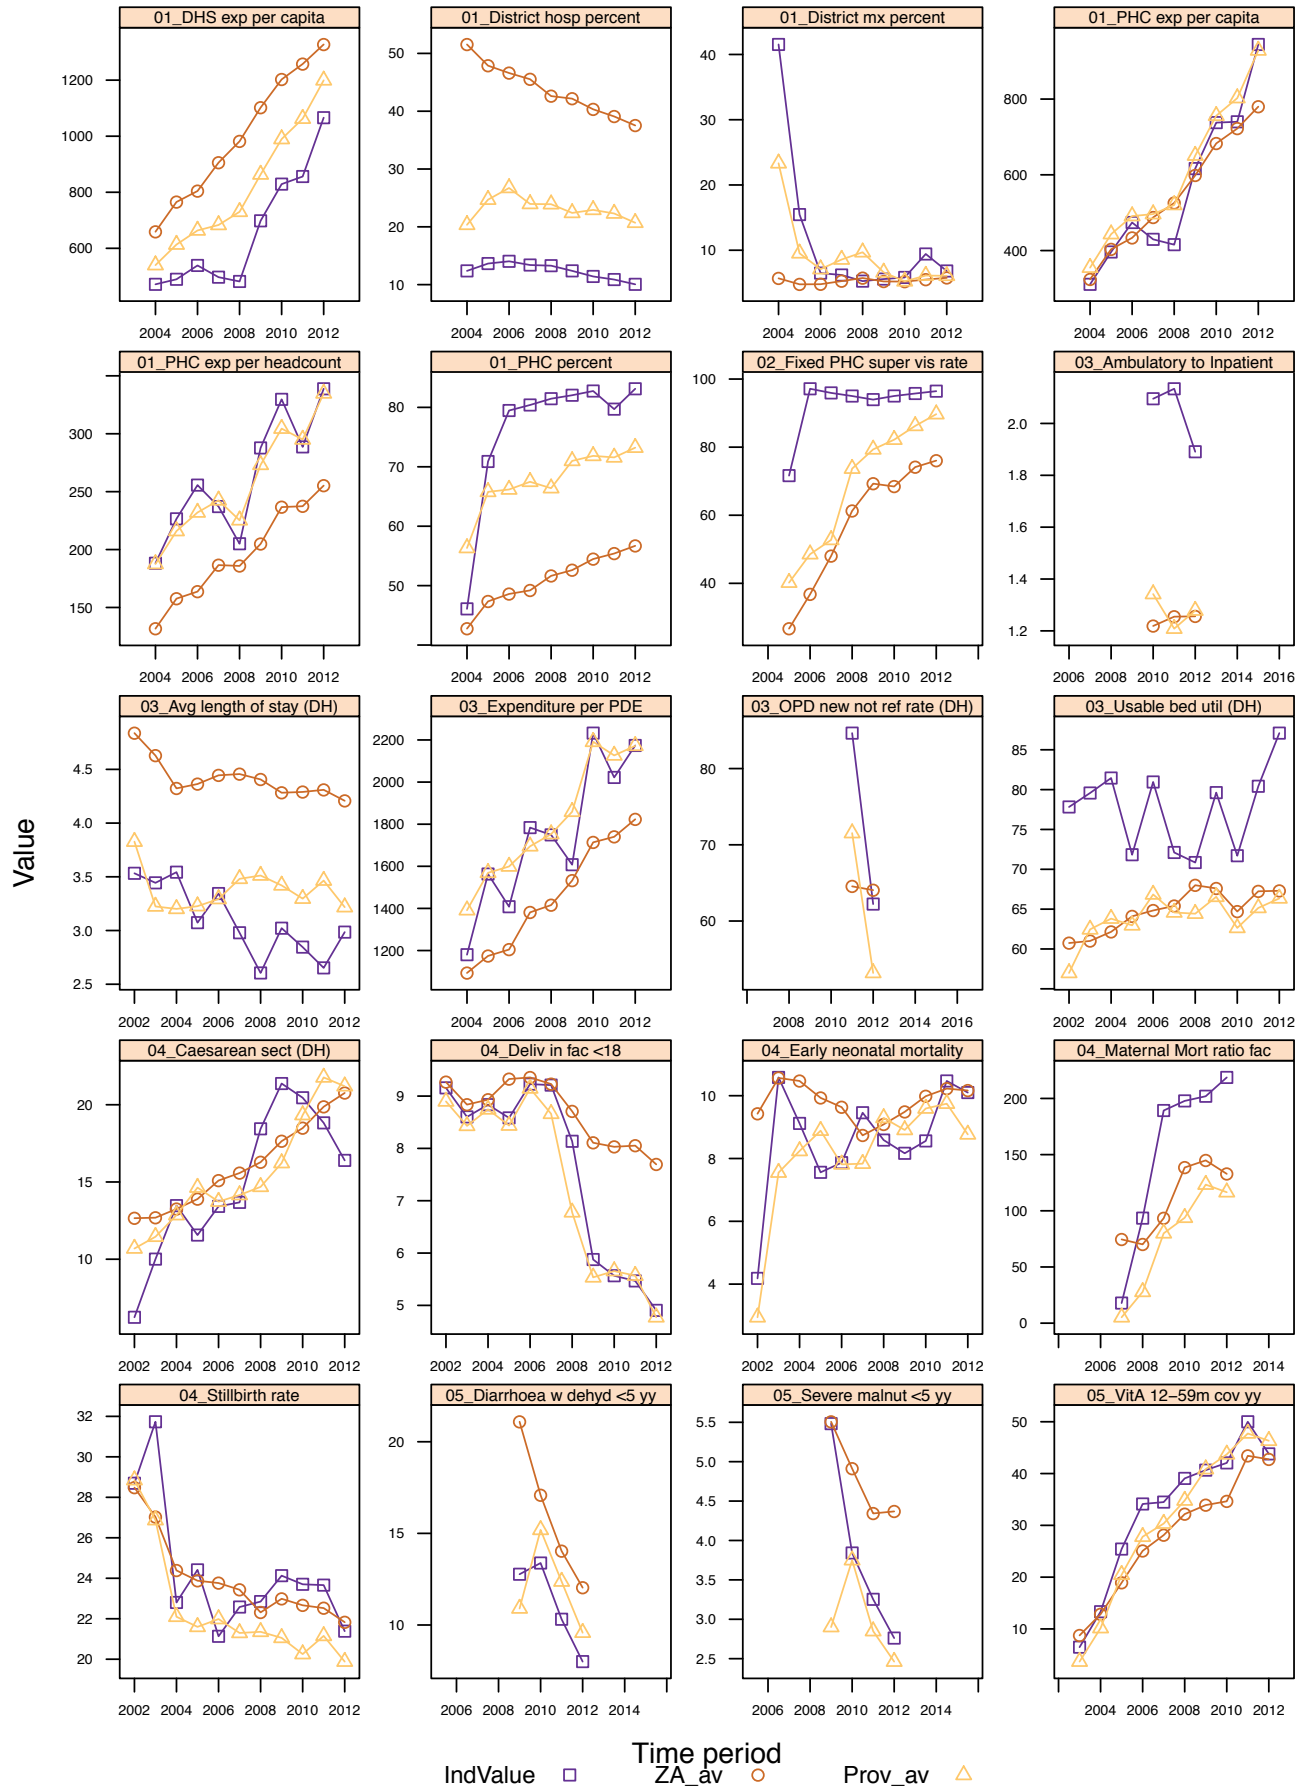 01_DHS exp per capita 01_District hosp percent 01_District mx percent 01_PHC exp per capita
1200 50 40 800
1000 40 30 600
800 30 20 400
600 20 10
10
2004 2006 2008 2010 2012 2004 2006 2008 2010 2012 2004 2006 2008 2010 2012 2004 2006 2008 2010 2012
01_PHC exp per headcount 01_PHC percent 02_Fixed PHC super vis rate 03_Ambulatory to Inpatient
300 80 100 2.0
250 70 80 1.8
200 60 60 1.6
150 50 40 1.4
1.2
2004 2006 2008 2010 2012 2004 2006 2008 2010 2012 2004 2006 2008 2010 2012 2006 2008 2010 2012 2014 2016
03_Avg length of stay (DH) 03_Expenditure per PDE 03_OPD new not ref rate (DH) 03_Usable bed util (DH)
4.5 2200 80 85
4.0 2000 70 80
3.5 1800 60 75
3.0 1600 70
2.5 1400 65
1200 60
2002 2004 2006 2008 2010 2012 2004 2006 2008 2010 2012 2008 2010 2012 2014 2016 2002 2004 2006 2008 2010 2012
Value
04_Caesarean sect (DH) 04_Deliv in fac <18 04_Early neonatal mortality 04_Maternal Mort ratio fac
20 9 10 200
15 8 8 150
10 7 6 100
6 4 50
5 0
2002 2004 2006 2008 2010 2012 2002 2004 2006 2008 2010 2012 2002 2004 2006 2008 2010 2012 2006 2008 2010 2012 2014
04_Stillbirth rate 05_Diarrhoea w dehyd <5 yy 05_Severe malnut <5 yy 05_VitA 12−59m cov yy
32 20 5.5 50
30 15 5.0 40
28 10 4.5 30
26 4.0 20
24 3.5 10
22 3.0
20 2.5
2002 2004 2006 2008 2010 2012 2006 2008 2010 2012 2014 2006 2008 2010 2012 2014 2004 2006 2008 2010 2012
Time period
IndValue ZA_av Prov_av